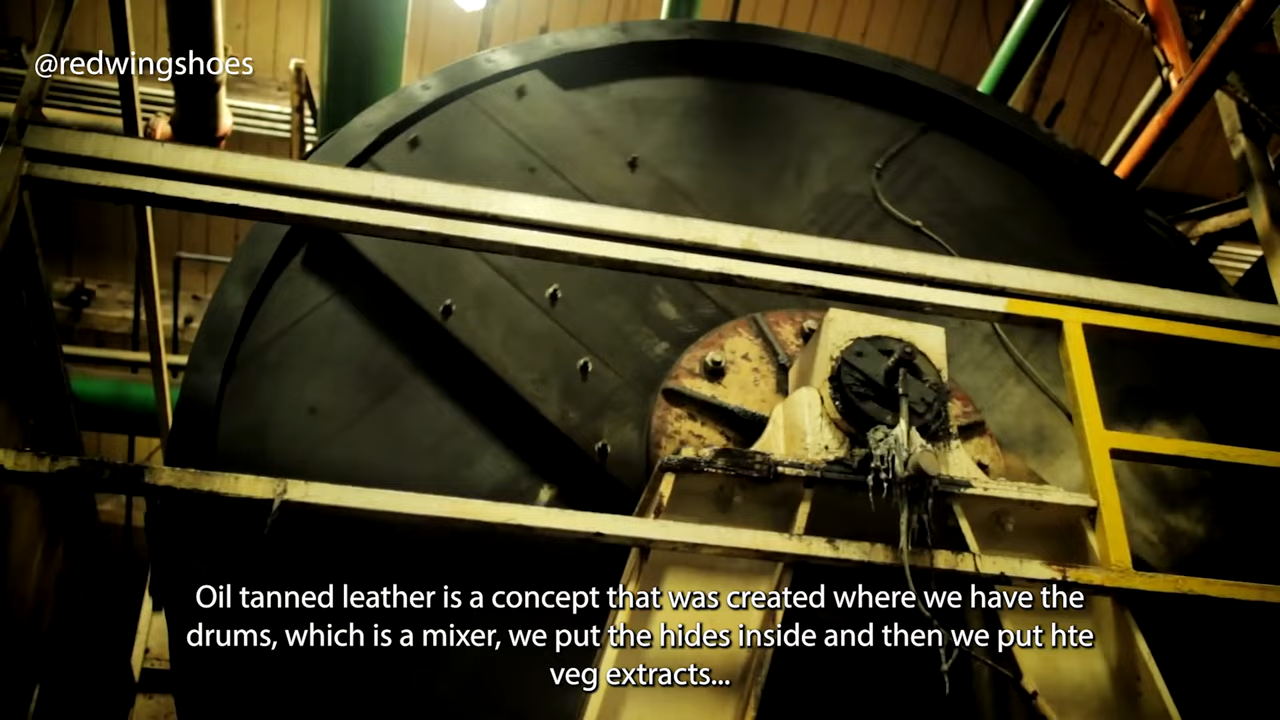 @redwingshoes
Oil tanned leather is a concept that was created where we have the
drums, which is a mixer, we put the hides inside and then we put hte
veg extracts...